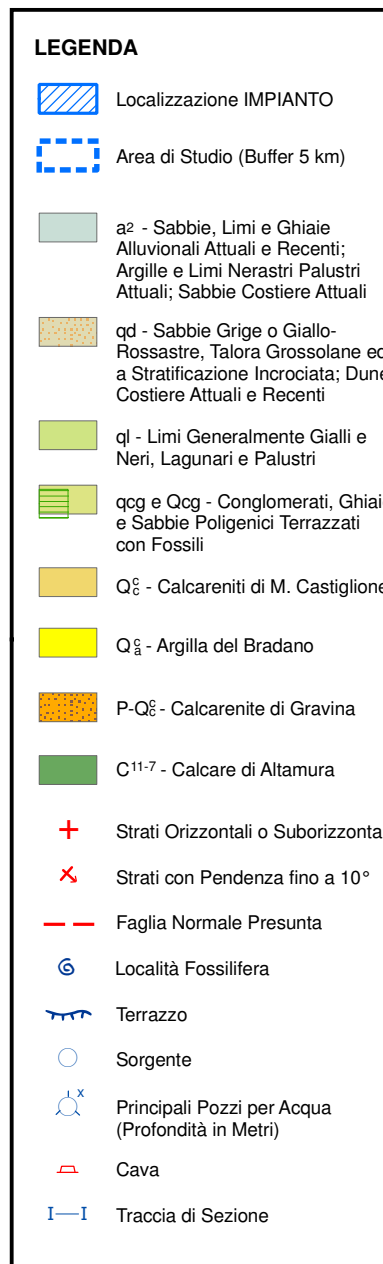 LEGENDA
Localizzazione IMPIANTO
Area di Studio (Buffer 5 km)
a² - Sabbie, Limi e Ghiaie
Alluvionali Attuali e Recenti;
Argille e Limi Nerastri Palustri
Attuali; Sabbie Costiere Attuali
qd - Sabbie Grige o Giallo-
Rossastre, Talora Grossolane ed
a Stratificazione Incrociata; Dune
Costiere Attuali e Recenti
ql - Limi Generalmente Gialli e
Neri, Lagunari e Palustri
qcg e Qcg - Conglomerati, Ghiai
e Sabbie Poligenici Terrazzati
con Fossili
Qcc - Calcareniti di M. Castiglione
Qca - Argilla del Bradano
P-Qcc - Calcarenite di Gravina
C11-7 - Calcare di Altamura
Strati Orizzontali o Suborizzonta
Strati con Pendenza fino a 10°
Faglia Normale Presunta
Località Fossilifera
Terrazzo
Sorgente
x
Principali Pozzi per Acqua
(Profondità in Metri)
Cava
I—I Traccia di Sezione